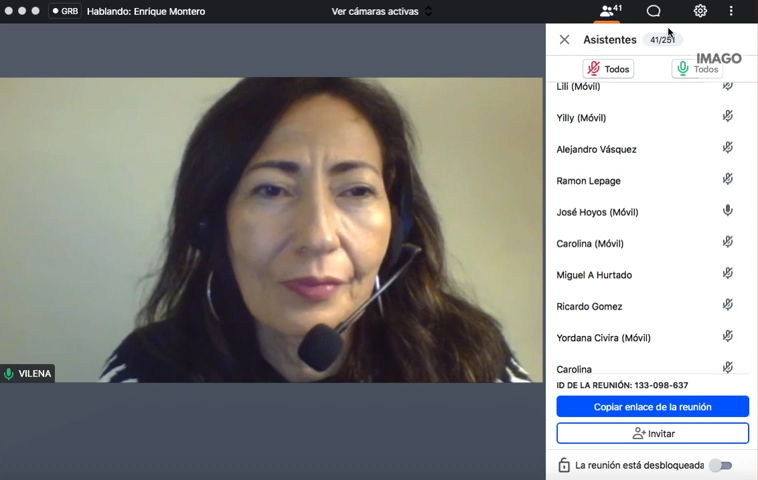 GRB Hablando: Enrique Montero Ver cámaras activas 41
Asistentes 41/251
IMAGO
Todos Todos
Lili (Móvil)
Yilly (Móvil)
Alejandro Vásquez
Ramon Lepage
José Hoyos (Móvil)
Carolina (Móvil)
Miguel A Hurtado
Ricardo Gomez
Yordana Civira (Móvil)
Carolina
VILENA
ID DE LA REUNIÓN: 133-098-637
Copiar enlace de la reunión
Invitar
La reunión está desbloqueada